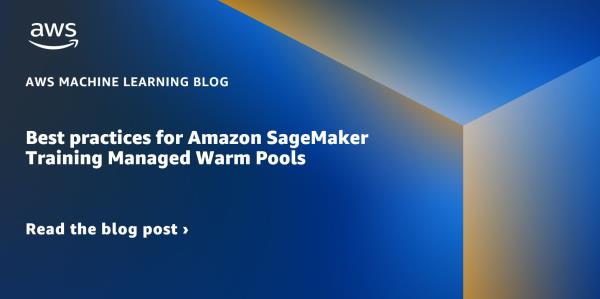 aws
AWS MACHINE LEARNING BLOG
Best practices for Amazon SageMaker
Training Managed Warm Pools
Read the blog post ›